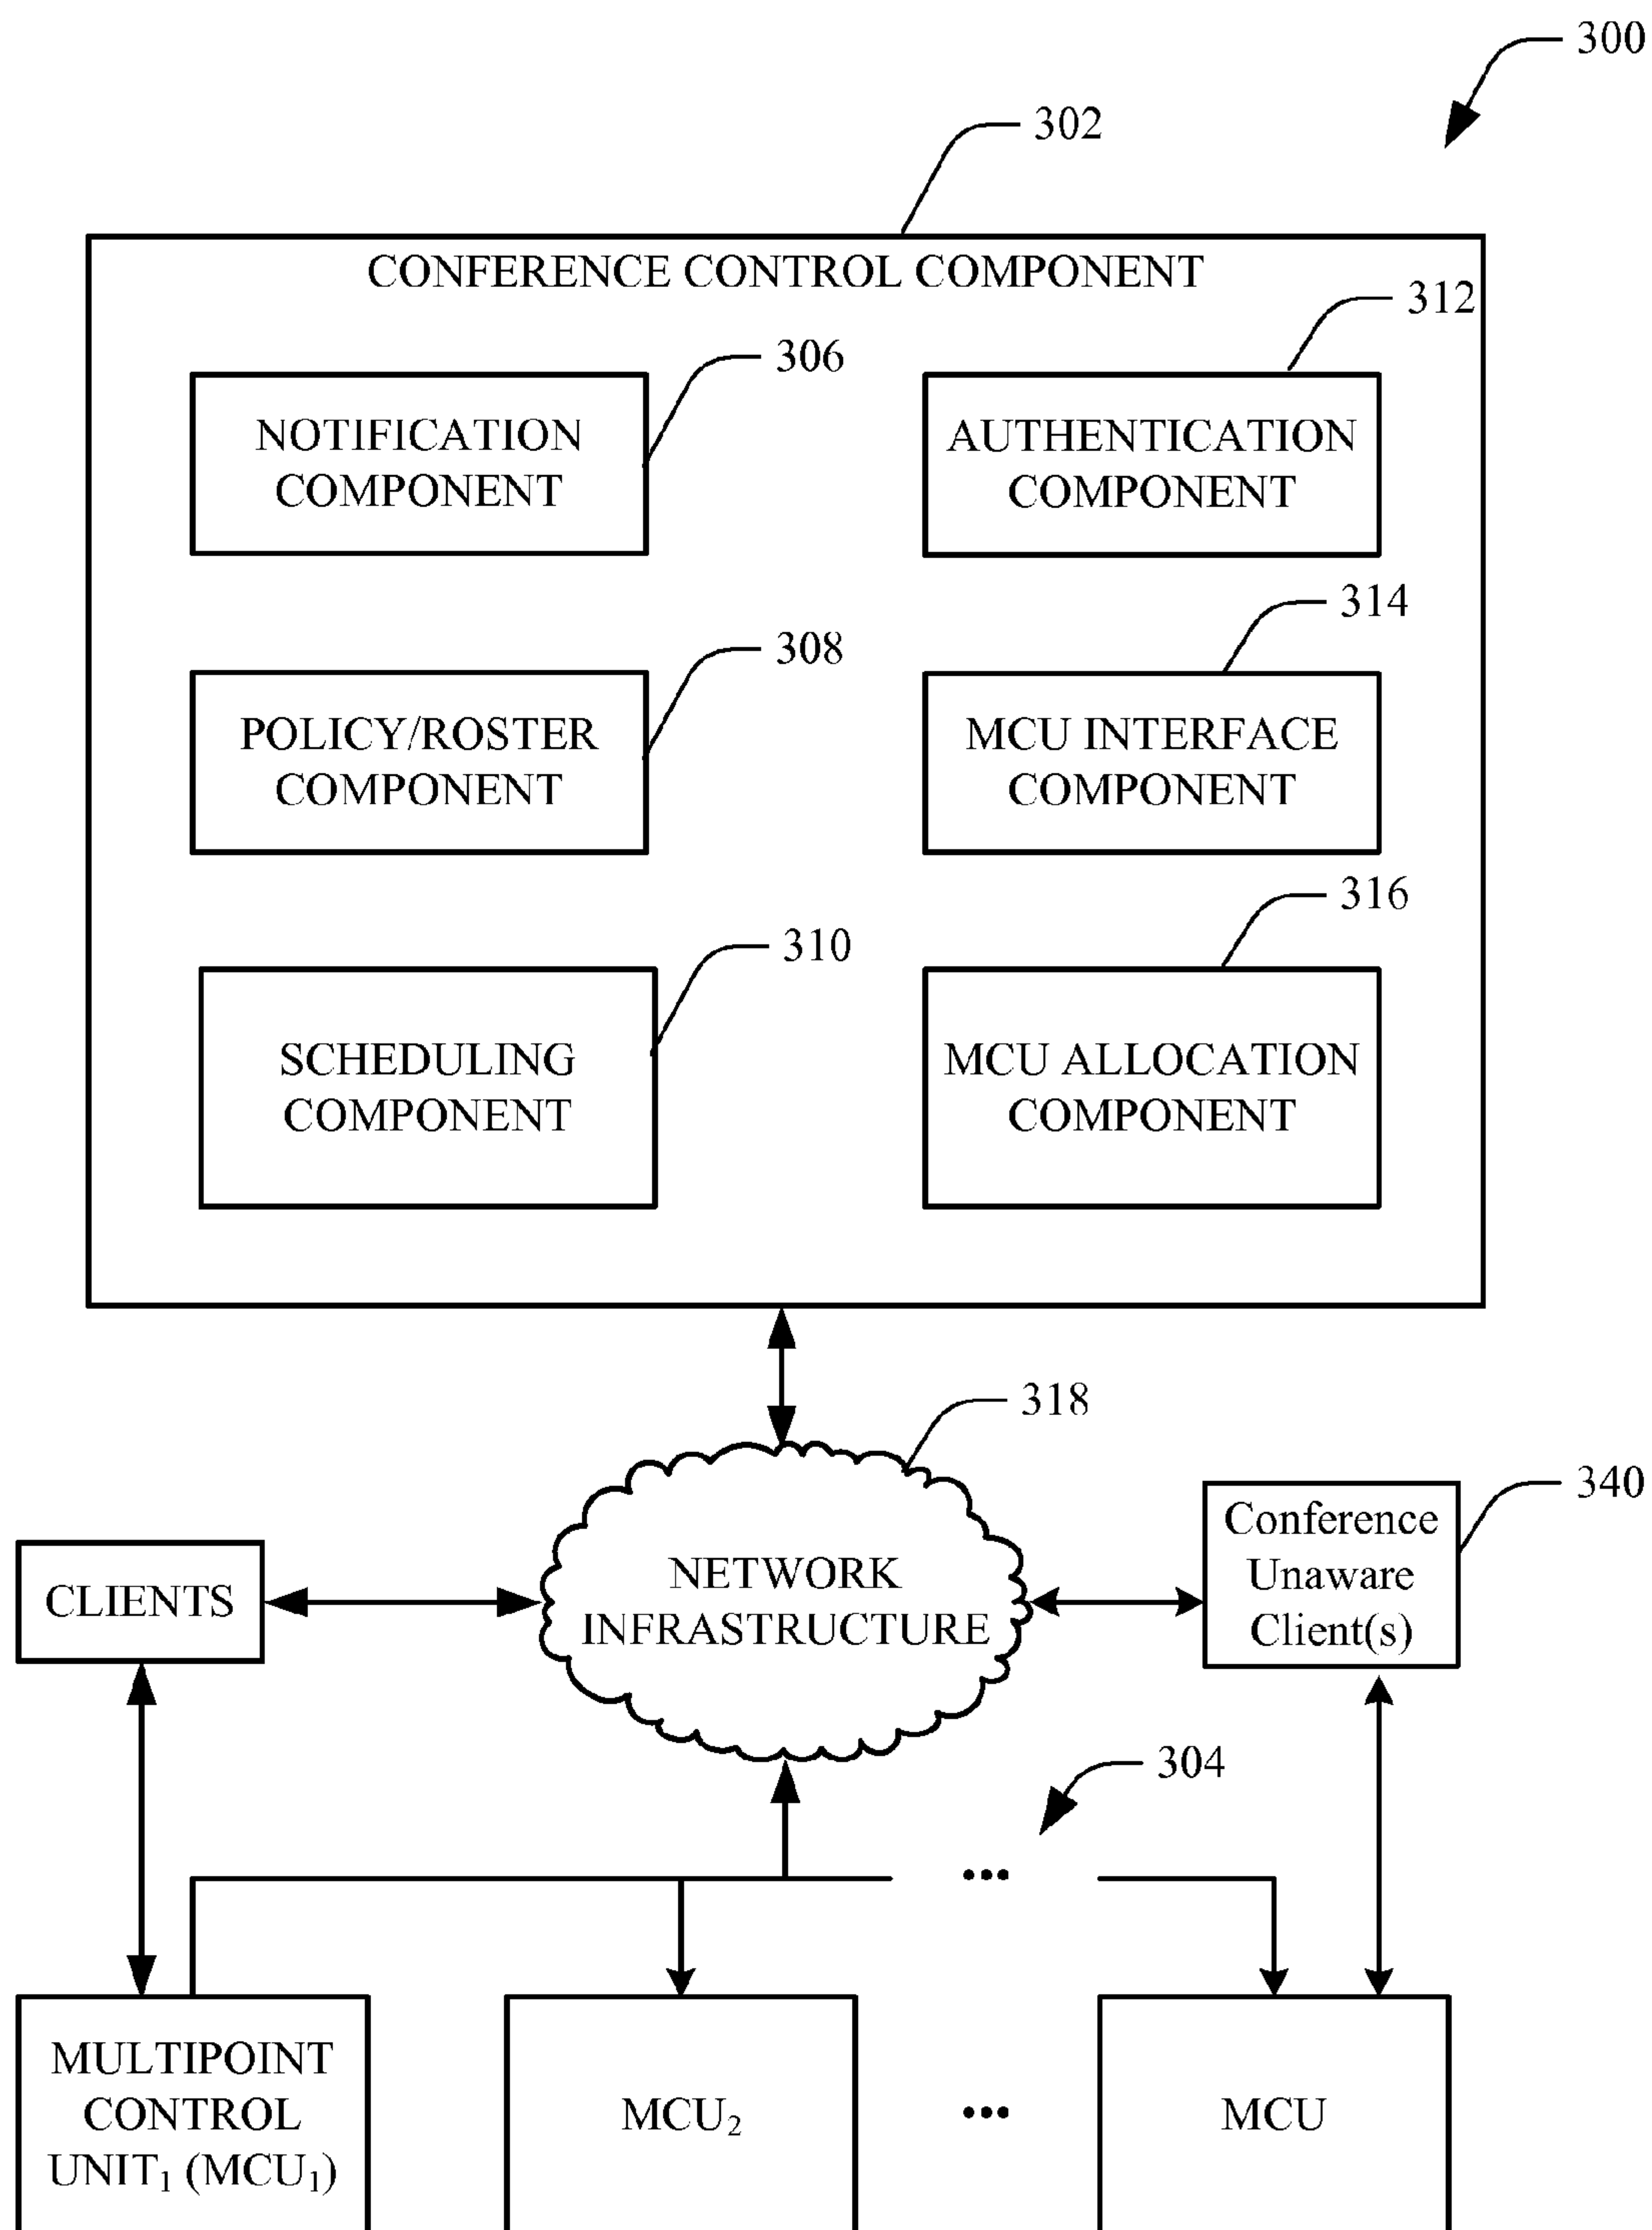 300
302
CONFERENCE CONTROL COMPONENT
312
306
NOTIFICATION
COMPONENT
AUTHENTICATION
COMPONENT
314
308
POLICY/ROSTER
COMPONENT
MCU INTERFACE
COMPONENT
316
310
SCHEDULING
COMPONENT
MCU ALLOCATION
COMPONENT
318
340
CLIENTS
NETWORK
INFRASTRUCTURE
Conference
Unaware
Client(s)
304
...
MULTIPOINT
CONTROL
UNIT₁ (MCU₁)
MCU₂
...
MCU